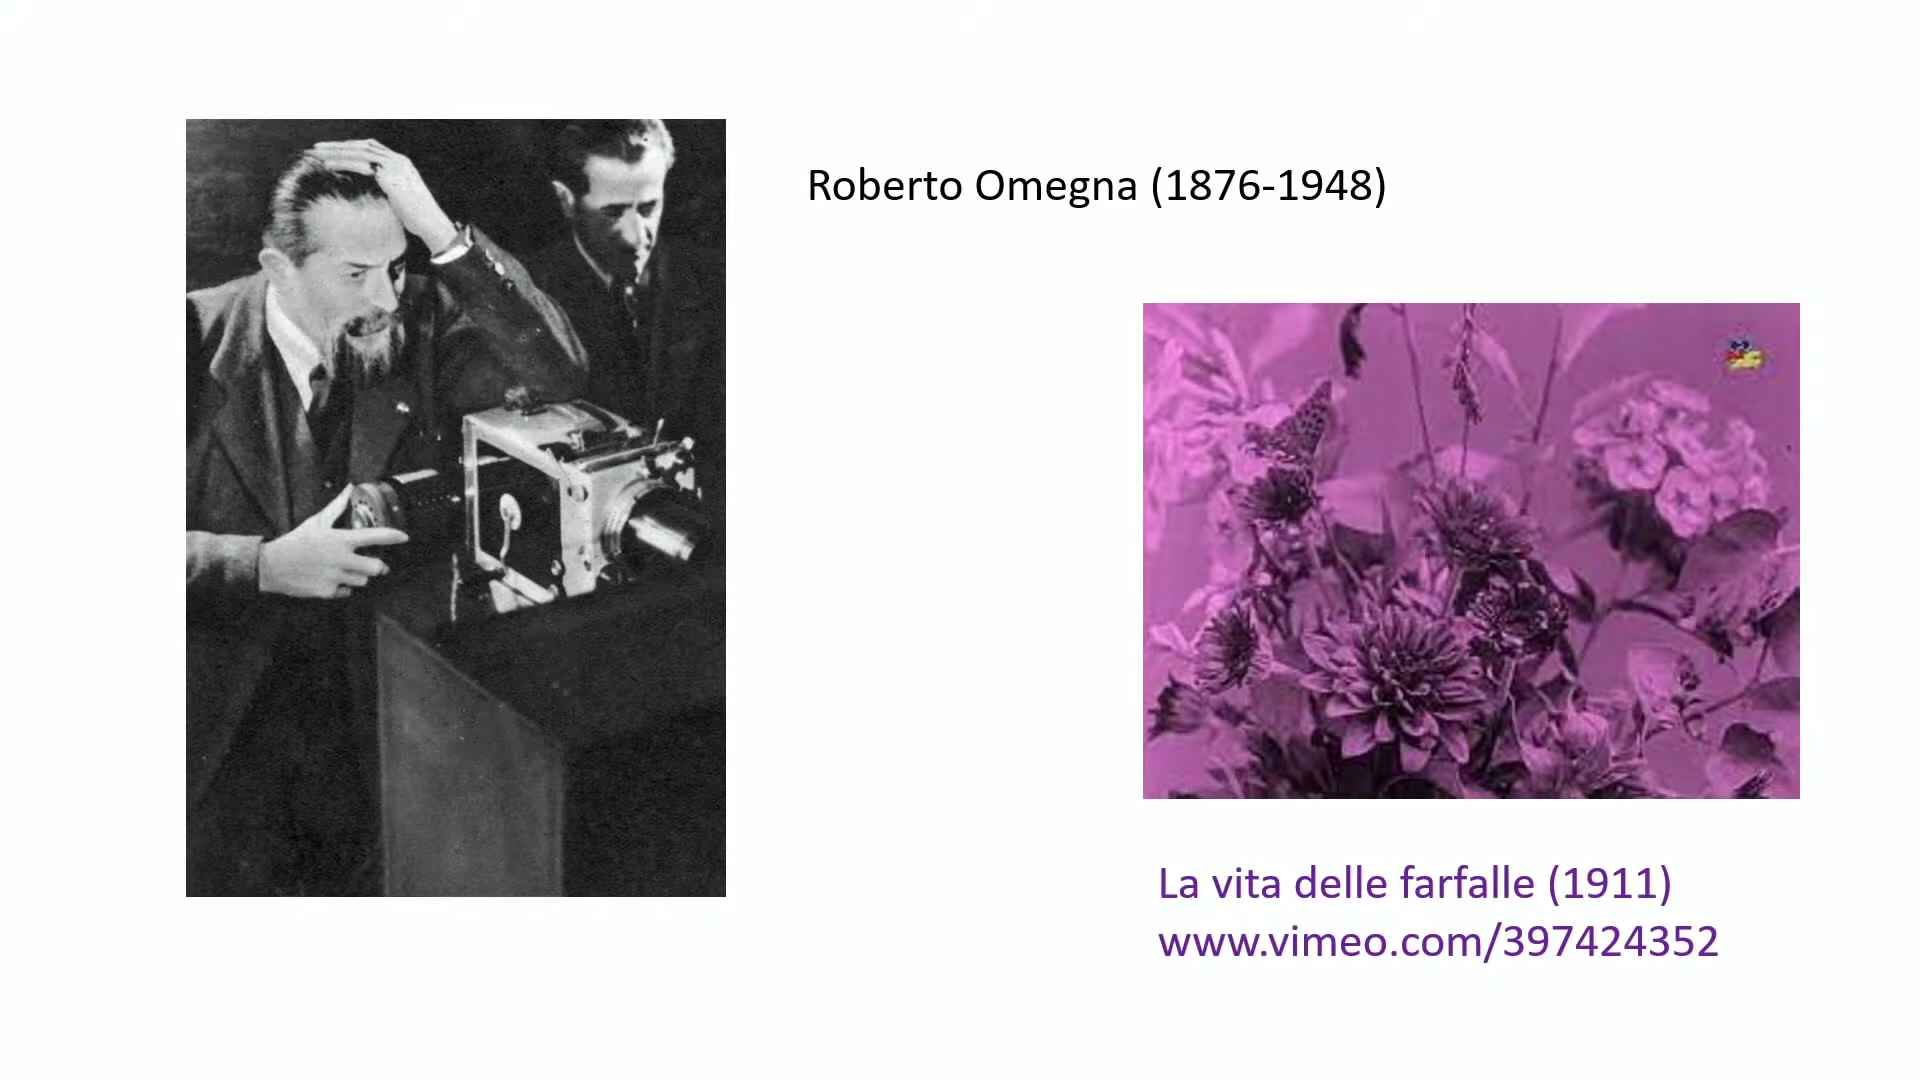 Roberto Omegna (1876-1948)
La vita delle farfalle (1911)
www.vimeo.com/397424352